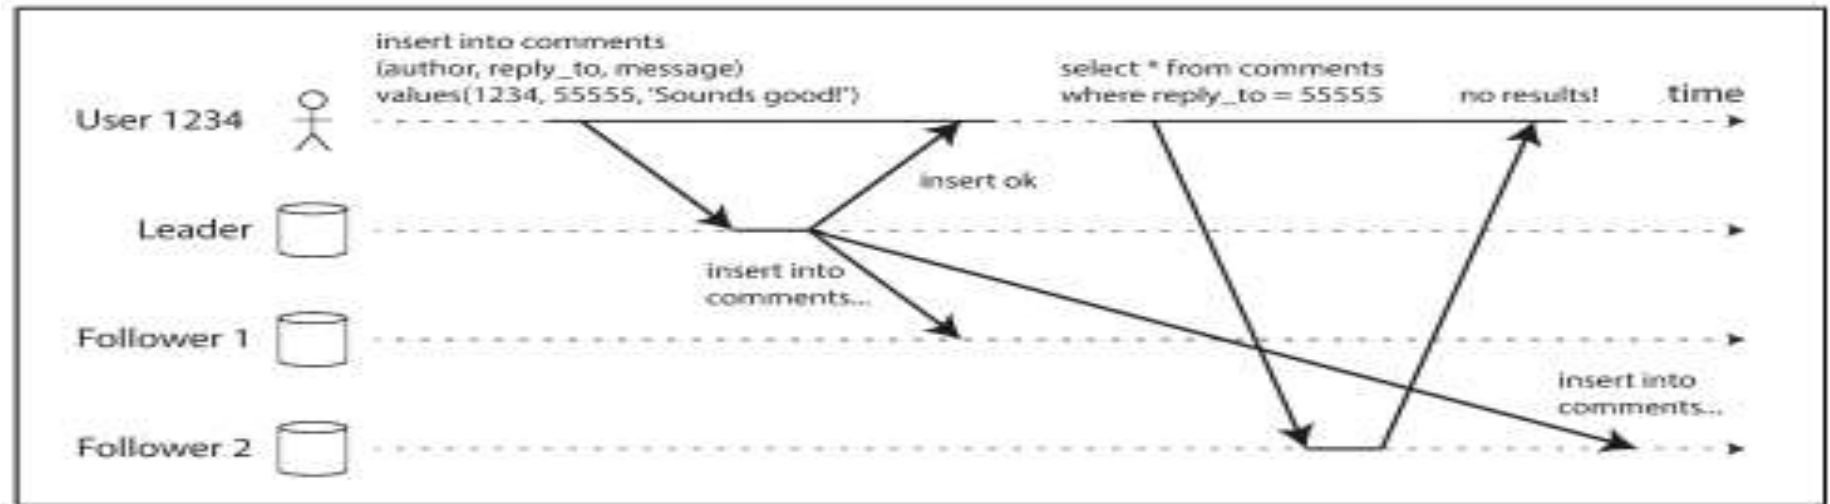 insert into comments
(author, reply_to, message)
values(1234, 55555, 'Sounds good!')
select * from comments
where reply_to = 55555
no results!
time
User 1234
insert ok
Leader
insert into
comments...
Follower 1
insert into
comments...
Follower 2